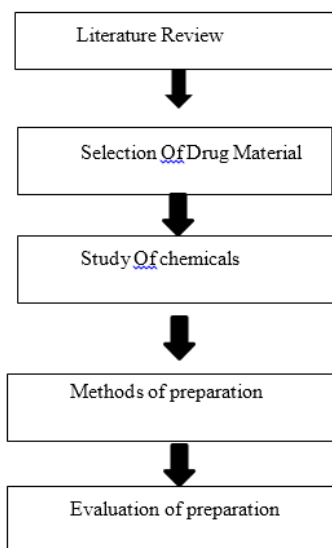 Literature Review
Selection Of Drug Material
Study Of chemicals
Methods of preparation
Evaluation of preparation